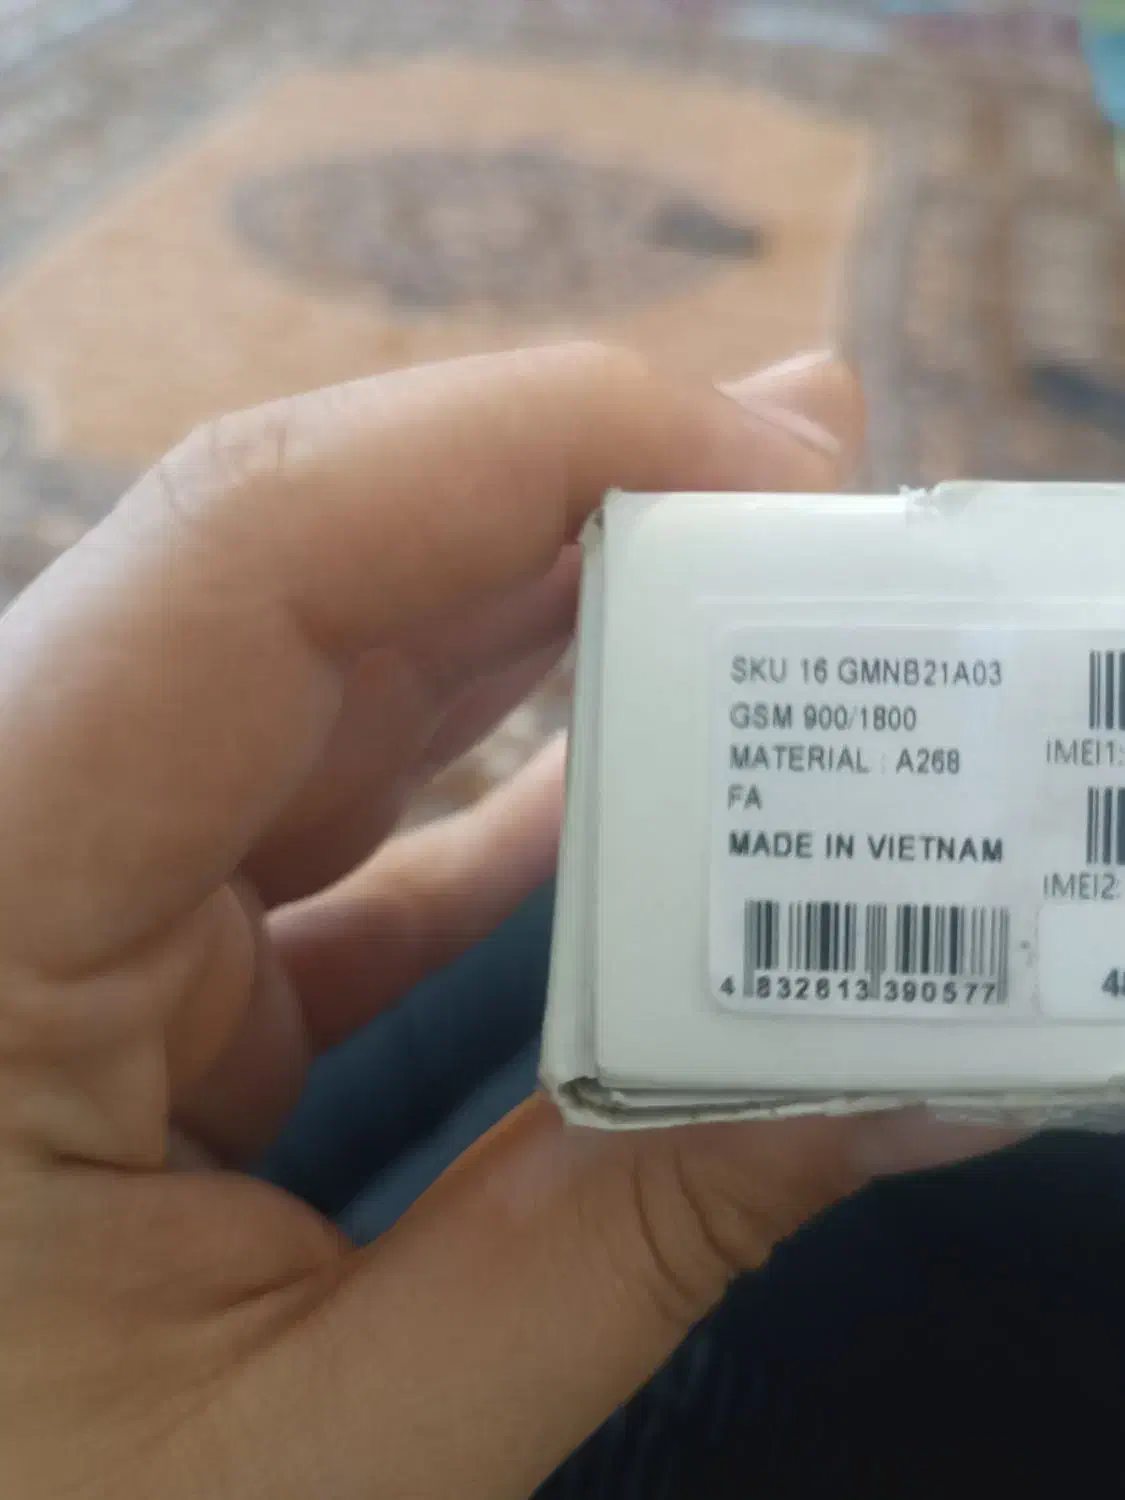 SKU 16 GMNB21A03
GSM 900/1800
MATERIAL : A268
FA
MADE IN VIETNAM
4 832613 390577
IMEI1:
IMEI2: